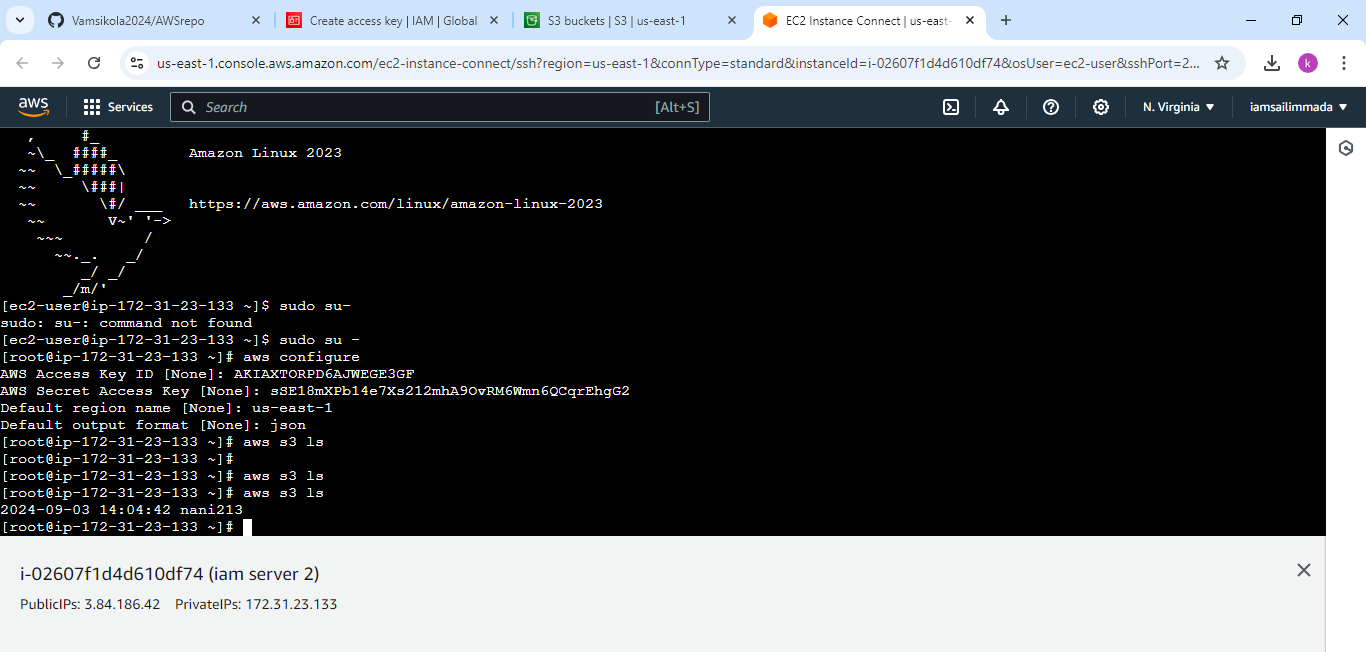 Vamsikola2024/AWSrepo
Create access key | IAM | Global
S3 buckets | S3 | us-east-1
EC2 Instance Connect | us-east-
us-east-1.console.aws.amazon.com/ec2-instance-connect/ssh?region=us-east-1&connType=standard&instanceId=i-02607f1d4d610df74&osUser=ec2-user&sshPort=2...
k
aws
Services
Search
[Alt+S]
N. Virginia
iamsailimmada
   ,     #_
   ~\_  ####_        Amazon Linux 2023
  ~~  \_#####\
  ~~     \###|
  ~~       \#/ ___   https://aws.amazon.com/linux/amazon-linux-2023
   ~~       V~' '->
    ~~~         /
      ~~._.   _/
         _/ _/
       _/m/'
[ec2-user@ip-172-31-23-133 ~]$ sudo su-
sudo: su-: command not found
[ec2-user@ip-172-31-23-133 ~]$ sudo su -
[root@ip-172-31-23-133 ~]# aws configure
AWS Access Key ID [None]: AKIAXTORPD6AJWEGE3GF
AWS Secret Access Key [None]: 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
Default region name [None]: us-east-1
Default output format [None]: json
[root@ip-172-31-23-133 ~]# aws s3 ls
[root@ip-172-31-23-133 ~]#
[root@ip-172-31-23-133 ~]# aws s3 ls
[root@ip-172-31-23-133 ~]# aws s3 ls
2024-09-03 14:04:42 nani213
[root@ip-172-31-23-133 ~]#
i-02607f1d4d610df74 (iam server 2)
PublicIPs: 3.84.186.42 PrivateIPs: 172.31.23.133